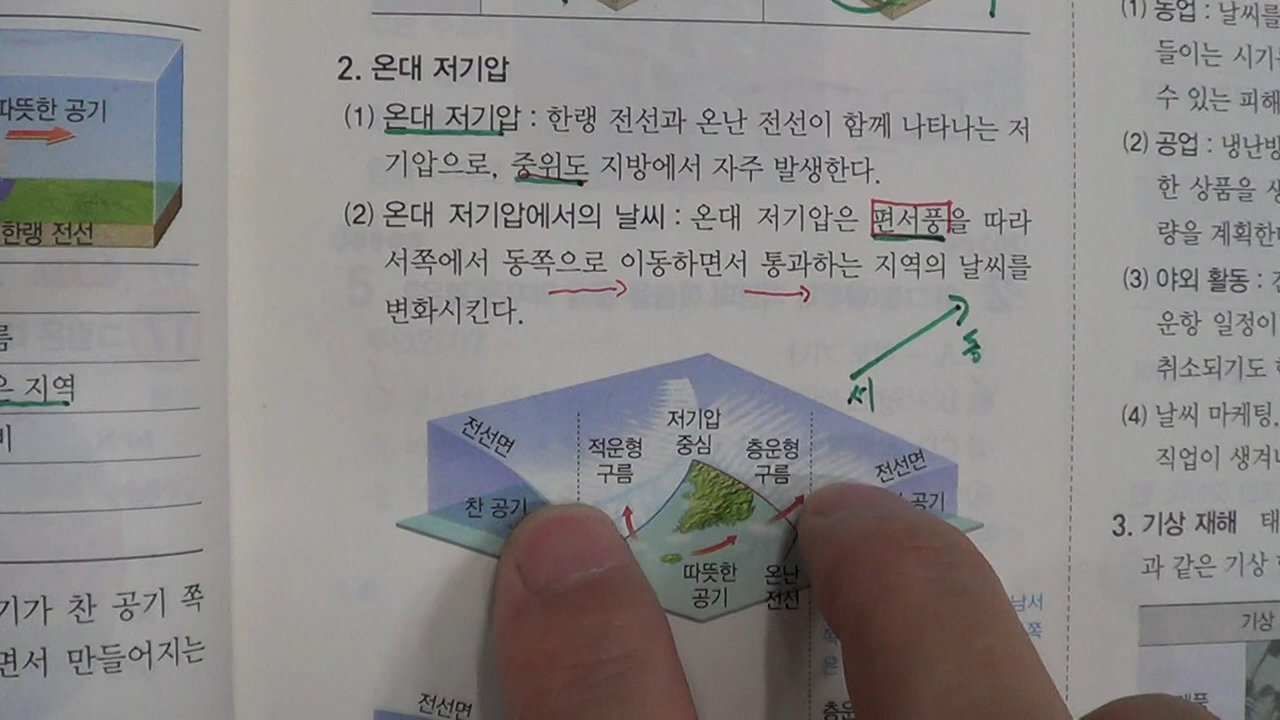 따뜻한 공기
한랭 전선
름
은 지역
비
기가 찬 공기 쪽
면서 만들어지는
2. 온대 저기압
(1) 온대 저기압 : 한랭 전선과 온난 전선이 함께 나타나는 저
기압으로, 중위도 지방에서 자주 발생한다.
(2) 온대 저기압에서의 날씨 : 온대 저기압은 편서풍을 따라
서쪽에서 동쪽으로 이동하면서 통과하는 지역의 날씨를
변화시킨다.
서
동
전선면
적운형
구름
저기압
중심
층운형
구름
전선면
찬 공기
공기
따뜻한
공기
온난
전선
남서
쪽
전선면
층운
(1) 농업 : 날씨를
들이는 시기
수 있는 피해
(2) 공업 : 냉난방
한 상품을 생
량을 계획한
(3) 야외 활동 :
운항 일정이
취소되기도
(4) 날씨 마케팅.
직업이 생겨나
3. 기상 재해 태
과 같은 기상
기상